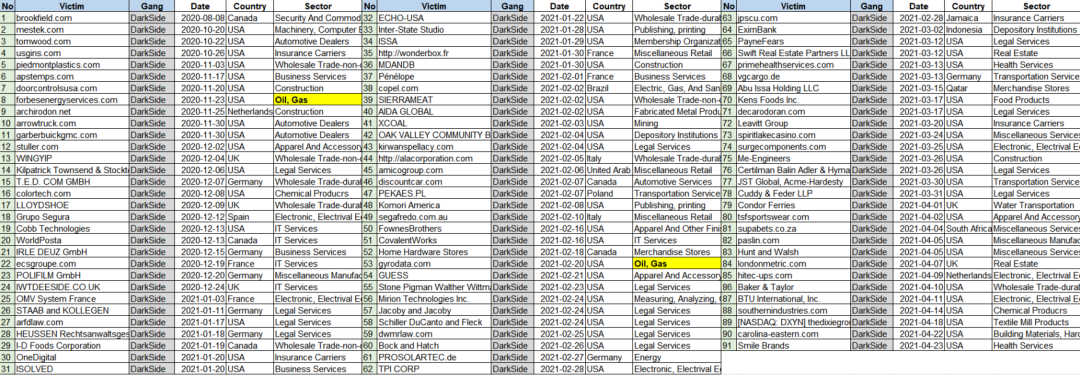 No Victim Gang Date Country Sector
1 brookfield.com DarkSide 2020-08-08 Canada Security And Commod
2 mestek.com DarkSide 2020-10-20 USA Machinery, Computer E
3 tomwood.com DarkSide 2020-10-22 USA Automotive Dealers
4 usgins.com DarkSide 2020-10-26 USA Insurance Carriers
5 piedmontplastics.com DarkSide 2020-11-03 USA Wholesale Trade-non-
6 apstemps.com DarkSide 2020-11-17 USA Business Services
7 doorcontrolsusa.com DarkSide 2020-11-20 USA Construction
8 forbesenergyservices.com DarkSide 2020-11-23 USA Oil, Gas
9 archirodon.net DarkSide 2020-11-25 Netherlands Construction
10 arrowtruck.com DarkSide 2020-11-30 USA Automotive Dealers
11 garberbuickgmc.com DarkSide 2020-11-30 USA Automotive Dealers
12 stuller.com DarkSide 2020-12-02 USA Apparel And Accessory
13 WINGYIP DarkSide 2020-12-04 UK Wholesale Trade-non-
14 Kilpatrick Townsend & Stockt DarkSide 2020-12-06 USA Legal Services
15 T.E.D. COM GMBH DarkSide 2020-12-07 Germany Wholesale Trade-dural
16 colortech.com DarkSide 2020-12-08 USA Chemical Products
17 LLOYDSHOE DarkSide 2020-12-09 UK Wholesale Trade-dural
18 Grupo Segura DarkSide 2020-12-12 Spain Electronic, Electrival E
19 Cobb Technologies DarkSide 2020-12-13 USA IT Services
20 WorldPosta DarkSide 2020-12-13 Canada IT Services
21 IRLE DEUZ GmbH DarkSide 2020-12-15 Germany Business Services
22 ecsgroupe.com DarkSide 2020-12-19 France IT Services
23 POLIFILM GmbH DarkSide 2020-12-20 Germany Miscellaneous Manufac
24 IWTDEESIDE.CO.UK DarkSide 2020-12-24 UK IT Services
25 OMV System France DarkSide 2021-01-03 France Electronic, Electrival E
26 STAAB and KOLLEGEN DarkSide 2021-01-11 Germany Legal Services
27 arfdlaw.com DarkSide 2021-01-17 USA Legal Services
28 HEUSSEN Rechtsanwaltsges DarkSide 2021-01-18 Germany Legal Services
29 I-D Foods Corporation DarkSide 2021-01-19 Canada Wholesale Trade-non-
30 OneDigital DarkSide 2021-01-20 USA Insurance Carriers
31 ISOLVED DarkSide 2021-01-20 USA Business Services
No Victim Gang Date Country Sector
32 ECHO-USA DarkSide 2021-01-22 USA Wholesale Trade-dural
33 Inter-State Studio DarkSide 2021-01-28 USA Publishing, printing
34 ISSA DarkSide 2021-01-29 USA Membership Organizat
35 http://wonderbox.fr DarkSide 2021-01-30 France Miscellaneous Retail
36 MDANDB DarkSide 2021-01-30 USA Construction
37 Pénélope DarkSide 2021-02-01 France Business Services
38 copel.com DarkSide 2021-02-02 Brazil Electric, Gas, And San
39 SIERRAMEAT DarkSide 2021-02-02 USA Wholesale Trade-non-
40 AIDA GLOBAL DarkSide 2021-02-02 USA Fabricated Metal Produ
41 XCOAL DarkSide 2021-02-03 USA Mining
42 OAK VALLEY COMMUNITY B DarkSide 2021-02-04 USA Depository Institutions
43 kirwanspellacy.com DarkSide 2021-02-04 USA Legal Services
44 http://alacorporation.com DarkSide 2021-02-05 Italy Wholesale Trade-dural
45 amicogroup.com DarkSide 2021-02-06 United Arab Miscellaneous Retail
46 discountcar.com DarkSide 2021-02-07 Canada Automotive Services
47 PEKAES.PL DarkSide 2021-02-07 Poland Transportation Service
48 Komori America DarkSide 2021-02-08 USA Publishing, printing
49 segafredo.com.au DarkSide 2021-02-10 Italy Miscellaneous Retail
50 FownesBrothers DarkSide 2021-02-16 USA Apparel And Other Fini
51 CovalentWorks DarkSide 2021-02-16 USA IT Services
52 Home Hardware Stores DarkSide 2021-02-18 Canada Merchandise Stores
53 gyrodata.com DarkSide 2021-02-20 USA Oil, Gas
54 GUESS DarkSide 2021-02-21 USA Apparel And Accessory
55 Stone Pigman Walther Wittma DarkSide 2021-02-23 USA Legal Services
56 Mirion Technologies Inc. DarkSide 2021-02-24 USA Measuring, Analyzing,
57 Jacoby and Jacoby DarkSide 2021-02-25 USA Legal Services
58 Schiller DuCanto and Fleck DarkSide 2021-02-25 USA Legal Services
59 dwmrlaw.com DarkSide 2021-02-26 USA Legal Services
60 Bock and Hatch DarkSide 2021-02-26 USA Legal Services
61 PROSOLARTEC.de DarkSide 2021-02-27 Germany Energy
62 TPI CORP DarkSide 2021-02-28 USA Electronic, Electrival E
No Victim Gang Date Country Sector
63 jpscu.com DarkSide 2021-02-28 Jamaica Insurance Carriers
64 EximBank DarkSide 2021-03-02 Indonesia Depository Institutions
65 PaynelFears DarkSide 2021-03-12 USA Legal Services
66 Swift Real Estate Partners LL DarkSide 2021-03-12 USA Real Estate
67 primehealthservices.com DarkSide 2021-03-13 USA Health Services
68 vgcargo.de DarkSide 2021-03-13 Germany Transportation Service
69 Abu Issa Holding LLC DarkSide 2021-03-15 Qatar Merchandise Stores
70 Kens Foods Inc. DarkSide 2021-03-17 USA Food Products
71 decarodoran.com DarkSide 2021-03-17 USA Legal Services
72 Leavitt Group DarkSide 2021-03-20 USA Insurance Carriers
73 spiritlakecasino.com DarkSide 2021-03-24 USA Miscellaneous Services
74 surgecomponents.com DarkSide 2021-03-25 USA Electronic, Electrival E
75 Me-Engineers DarkSide 2021-03-26 USA Construction
76 Certilman Balin Adler & Hyma DarkSide 2021-03-26 USA Legal Services
77 JST Global, Acme-Hardesty DarkSide 2021-03-30 USA Transportation Service
78 Cuddy & Feder LLP DarkSide 2021-03-31 USA Legal Services
79 Condor Ferries DarkSide 2021-04-01 UK Water Transportation
80 tsfsportswear.com DarkSide 2021-04-02 USA Apparel And Accessory
81 supabets.co.za DarkSide 2021-04-04 South Africa Miscellaneous Services
82 paslin.com DarkSide 2021-04-05 USA Miscellaneous Manufac
83 Hunt and Walsh DarkSide 2021-04-05 USA Miscellaneous Services
84 londonmetric.com DarkSide 2021-04-07 UK Real Estate
85 hitec-ups.com DarkSide 2021-04-09 Netherlands Electronic, Electrival E
86 Baker & Taylor DarkSide 2021-04-10 USA Wholesale Trade-dural
87 BTU International, Inc. DarkSide 2021-04-11 USA Electronic, Electrival E
88 southernindustries.com DarkSide 2021-04-14 USA Chemical Products
89 [NASDAQ: DXYN] thedixiegro DarkSide 2021-04-18 USA Textile Mill Products
90 carolina-eastern.com DarkSide 2021-04-22 USA Building Materials, Har
91 Smile Brands DarkSide 2021-04-23 USA Health Services